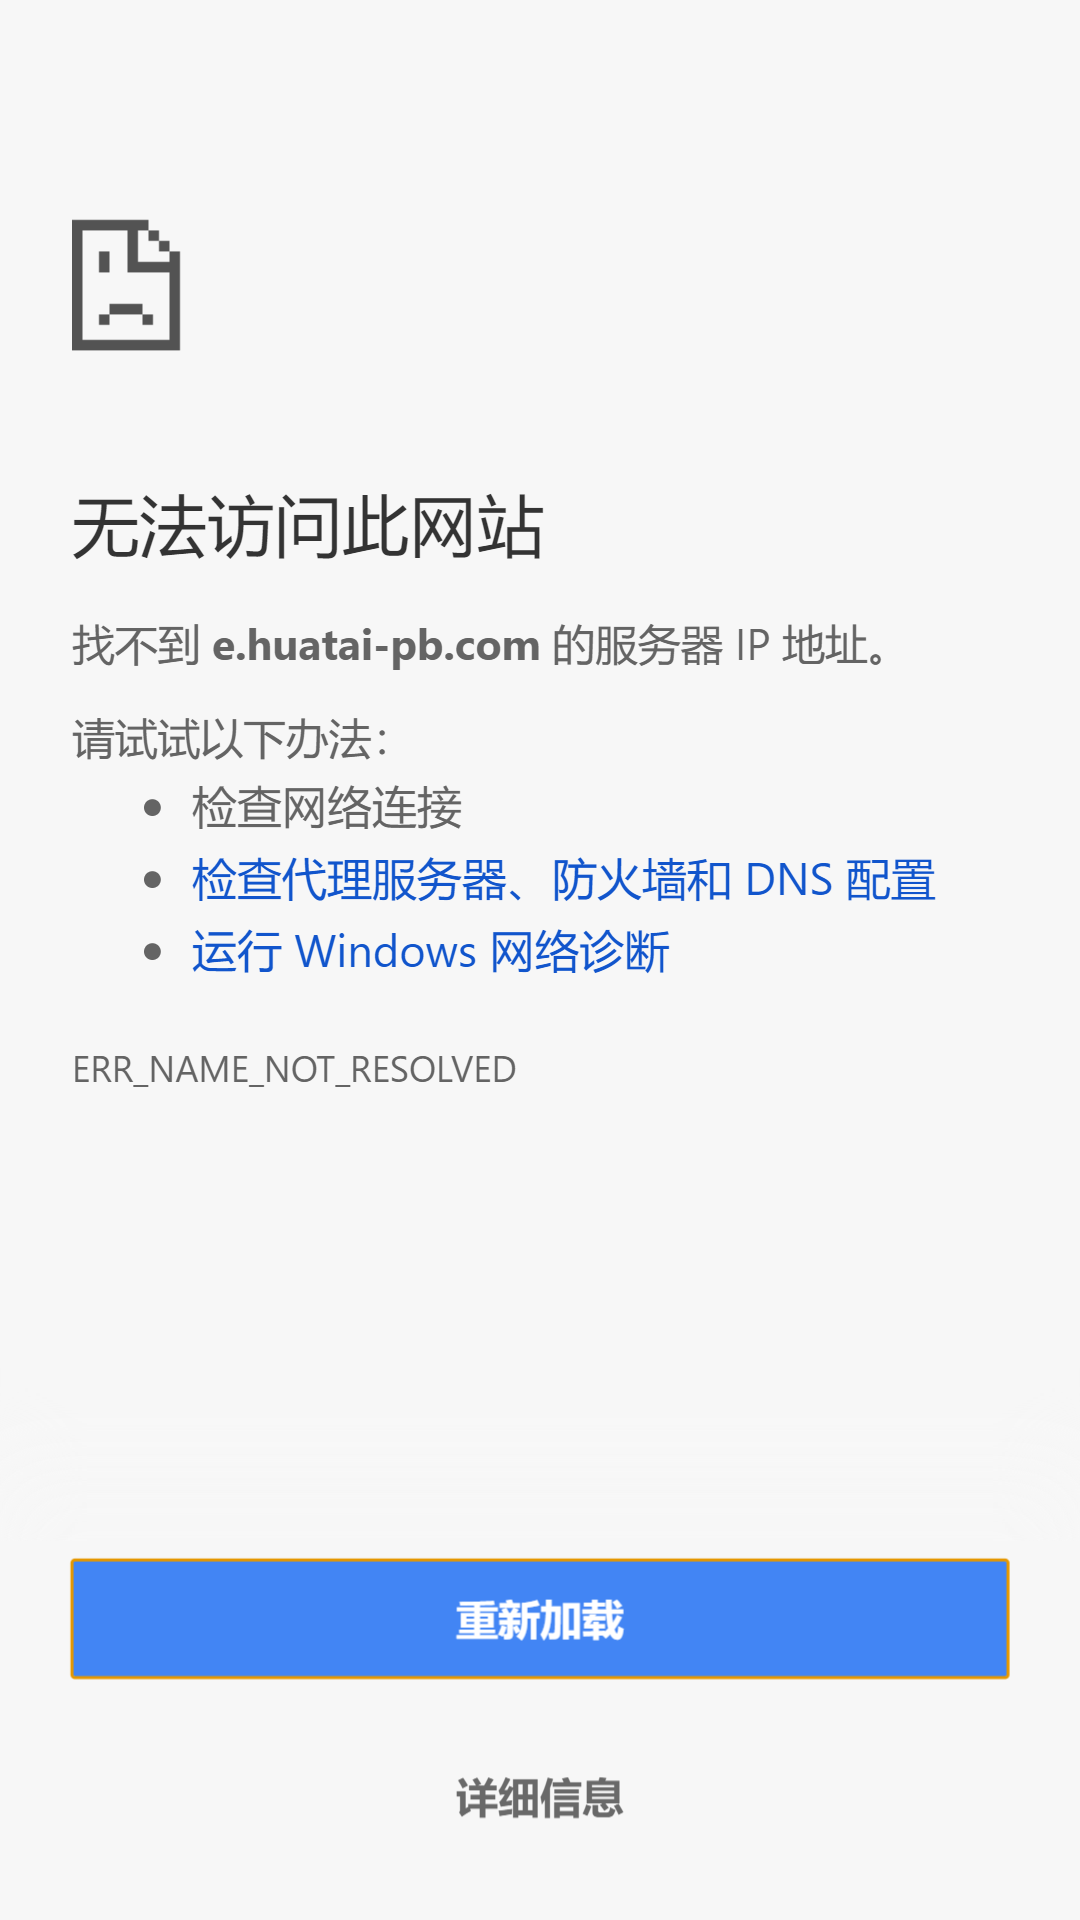 无法访问此网站
找不到 e.huatai-pb.com 的服务器 IP 地址。
请试试以下办法：
检查网络连接
检查代理服务器、防火墙和 DNS 配置
运行 Windows 网络诊断
ERR_NAME_NOT_RESOLVED
重新加载
详细信息